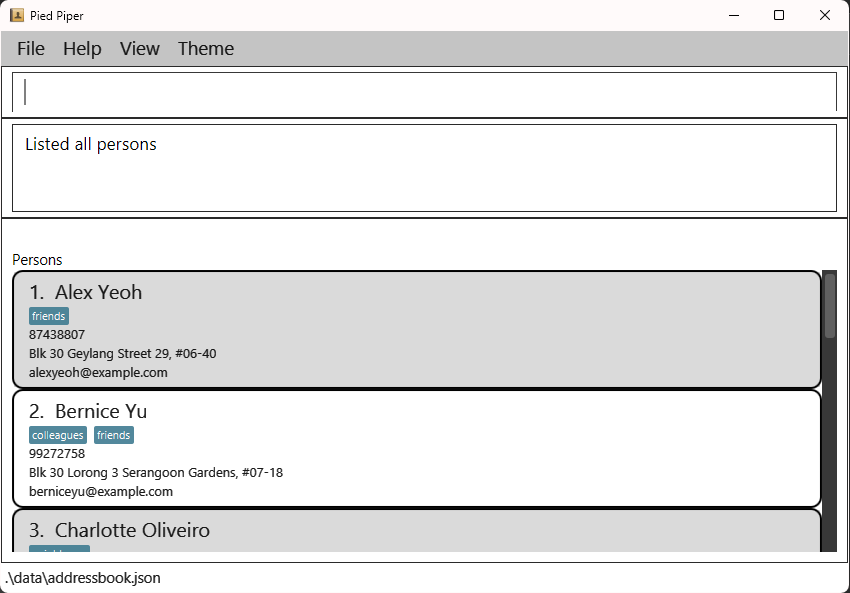 Pied Piper
File Help View Theme
Listed all persons
Persons
1. Alex Yeoh
friends
87438807
Blk 30 Geylang Street 29, #06-40
alexyeoh@example.com
2. Bernice Yu
colleagues friends
99272758
Blk 30 Lorong 3 Serangoon Gardens, #07-18
berniceyu@example.com
3. Charlotte Oliveiro
.\data\addressbook.json